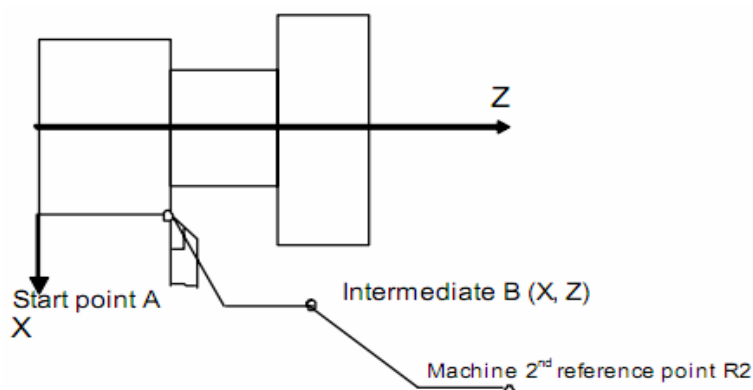 Z
Intermediate B (X, Z)
Start point A
X
Machine 2nd reference point R2